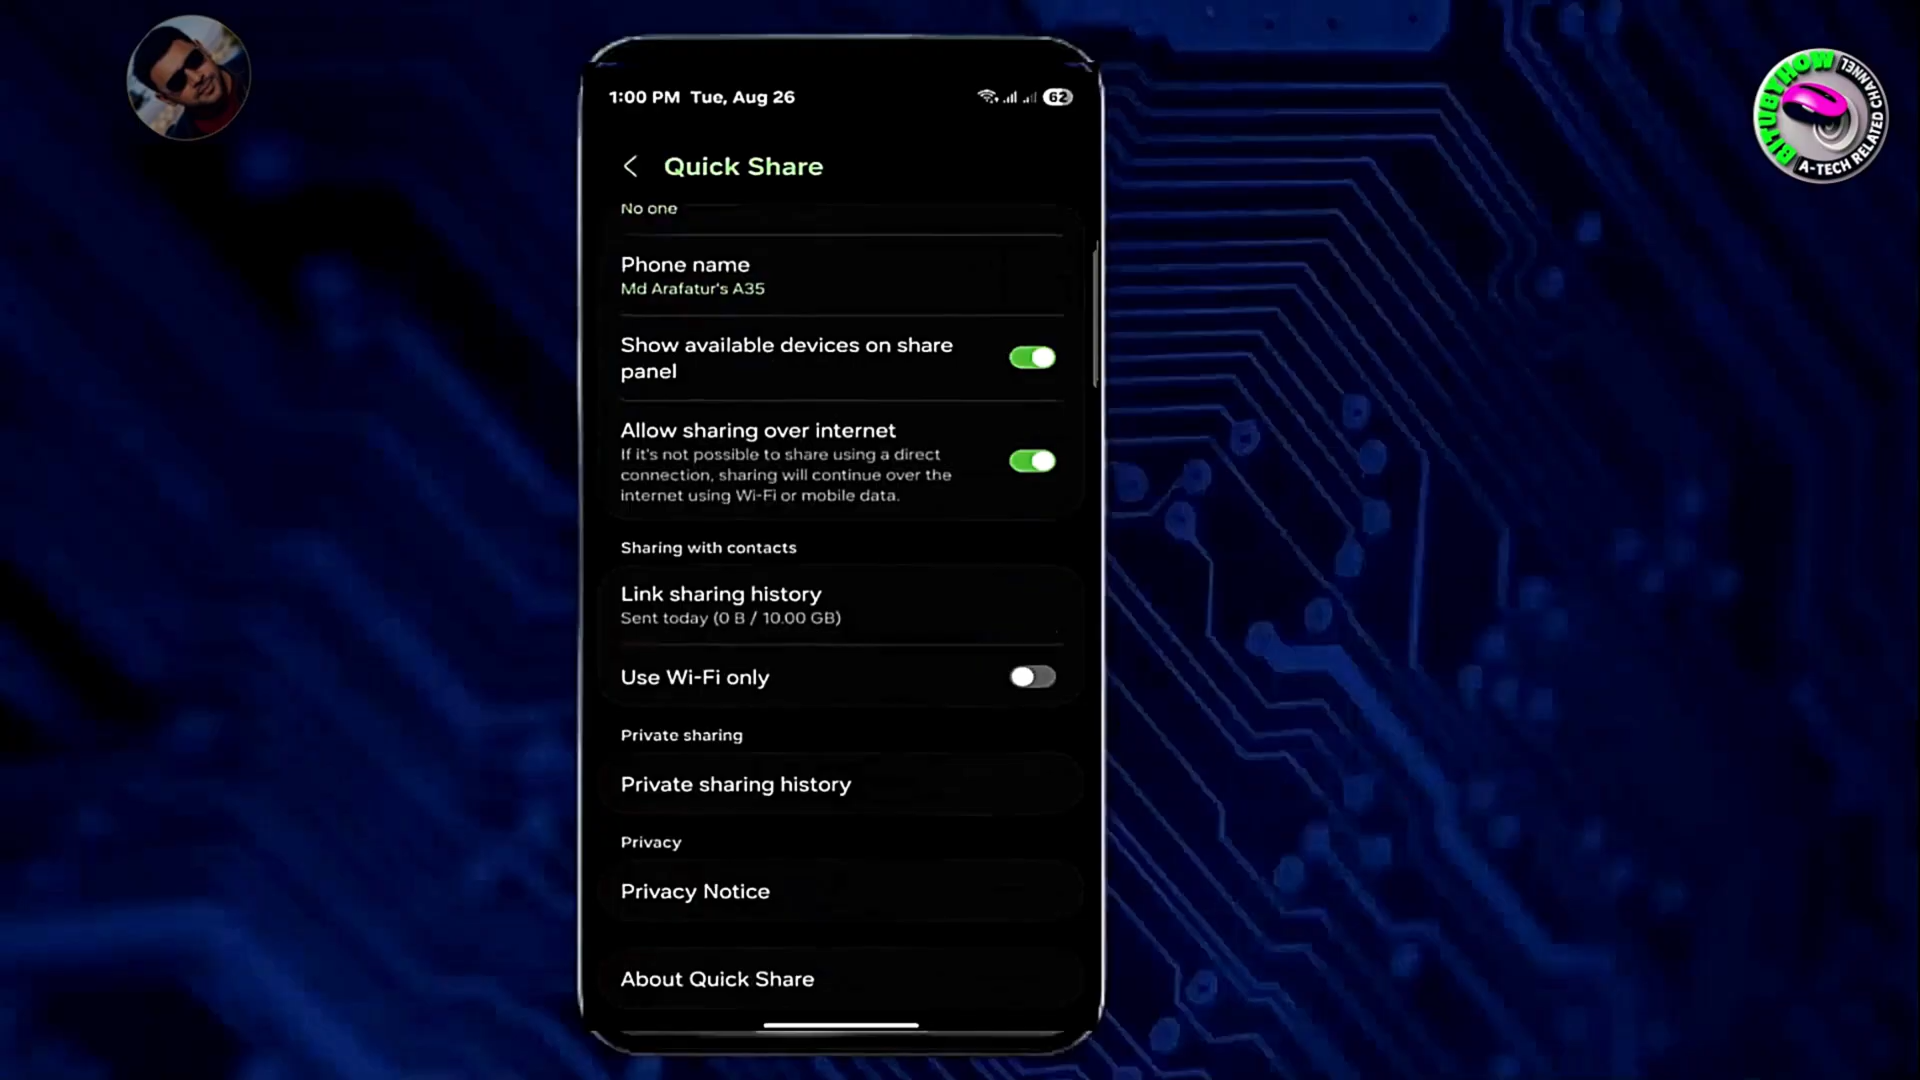 1:00 PM Tue, Aug 26
62
Quick Share
No one
Phone name
Md Arafatur's A35
Show available devices on share
panel
Allow sharing over internet
If it's not possible to share using a direct
connection, sharing will continue over the
internet using Wi-Fi or mobile data.
Sharing with contacts
Link sharing history
Sent today (0 B / 10.00 GB)
Use Wi-Fi only
Private sharing
Private sharing history
Privacy
Privacy Notice
About Quick Share
BITUBYHOW
A-TECH RELATED CHANNEL